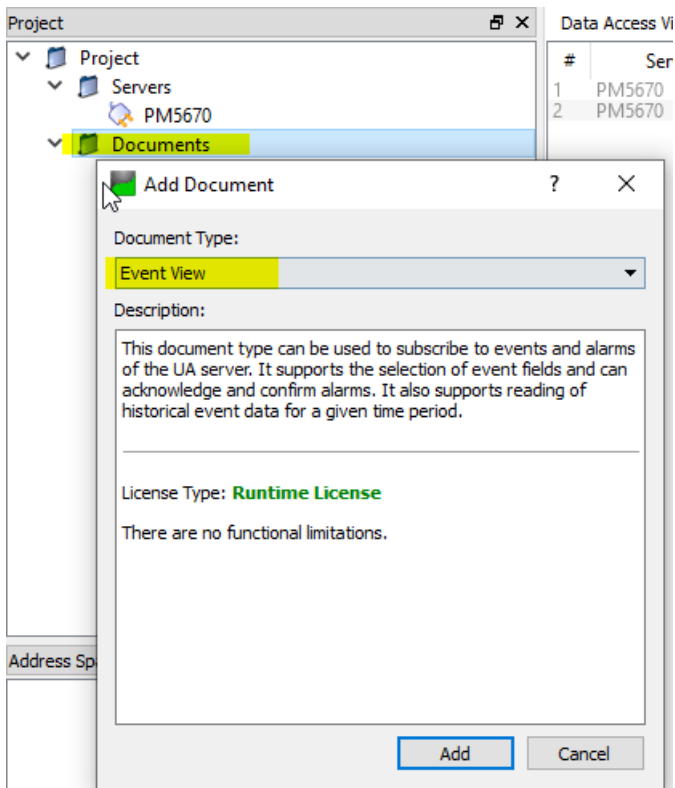 Project
Data Access Vi
Project
Servers
PM5670
Documents
# Ser
1 PM5670
2 PM5670
Add Document ?
Document Type:
Event View
Description:
This document type can be used to subscribe to events and alarms
of the UA server. It supports the selection of event fields and can
acknowledge and confirm alarms. It also supports reading of
historical event data for a given time period.
License Type: Runtime License
There are no functional limitations.
Address Sp
Add Cancel